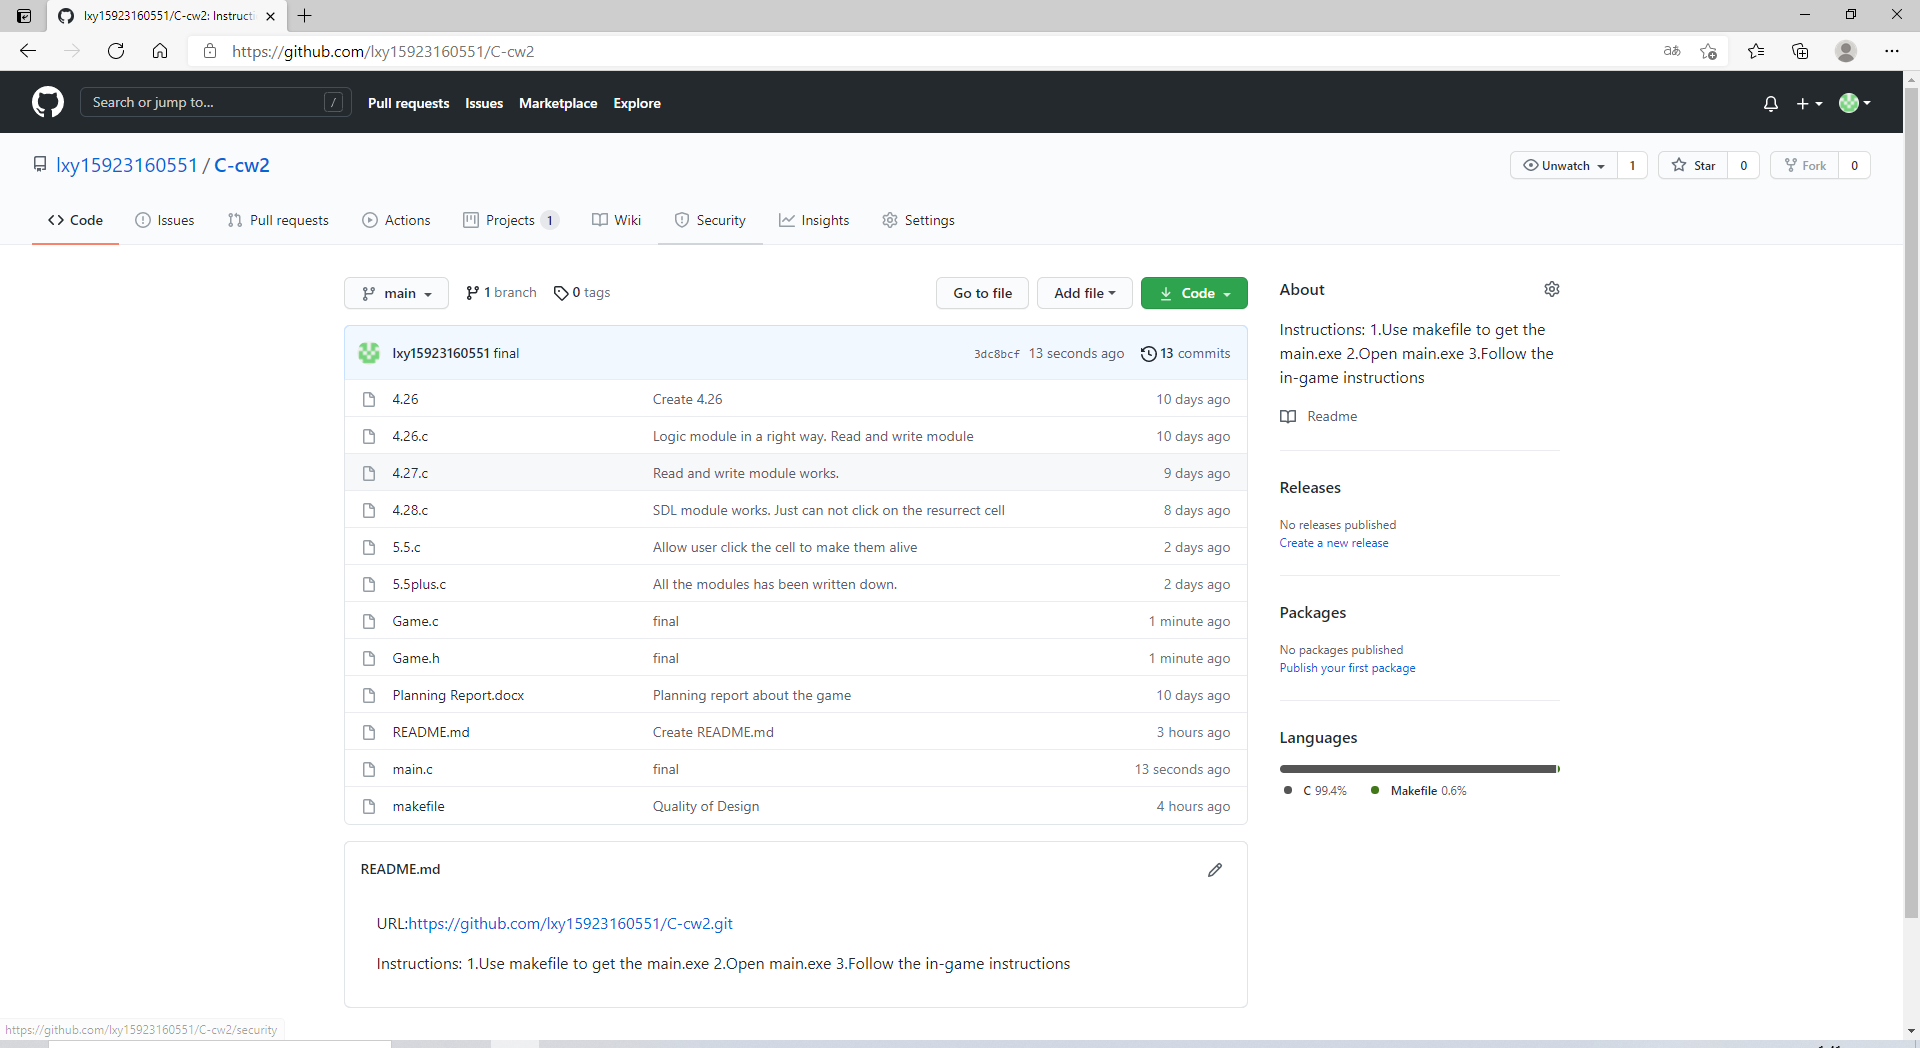 lxy15923160551/C-cw2: Instructi
https://github.com/lxy15923160551/C-cw2
Search or jump to... /
Pull requests Issues Marketplace Explore
lxy15923160551 / C-cw2
Unwatch 1 Star 0 Fork 0
Code Issues Pull requests Actions Projects 1 Wiki Security Insights Settings
main 1 branch 0 tags Go to file Add file Code
lxy15923160551 final 3dc8bcf 13 seconds ago 13 commits
4.26 Create 4.26 10 days ago
4.26.c Logic module in a right way. Read and write module 10 days ago
4.27.c Read and write module works. 9 days ago
4.28.c SDL module works. Just can not click on the resurrect cell 8 days ago
5.5.c Allow user click the cell to make them alive 2 days ago
5.5plus.c All the modules has been written down. 2 days ago
Game.c final 1 minute ago
Game.h final 1 minute ago
Planning Report.docx Planning report about the game 10 days ago
README.md Create README.md 3 hours ago
main.c final 13 seconds ago
makefile Quality of Design 4 hours ago
README.md
URL:https://github.com/lxy15923160551/C-cw2.git
Instructions: 1.Use makefile to get the main.exe 2.Open main.exe 3.Follow the in-game instructions
About
Instructions: 1.Use makefile to get the
main.exe 2.Open main.exe 3.Follow the
in-game instructions
Readme
Releases
No releases published
Create a new release
Packages
No packages published
Publish your first package
Languages
C 99.4% Makefile 0.6%
https://github.com/lxy15923160551/C-cw2/security